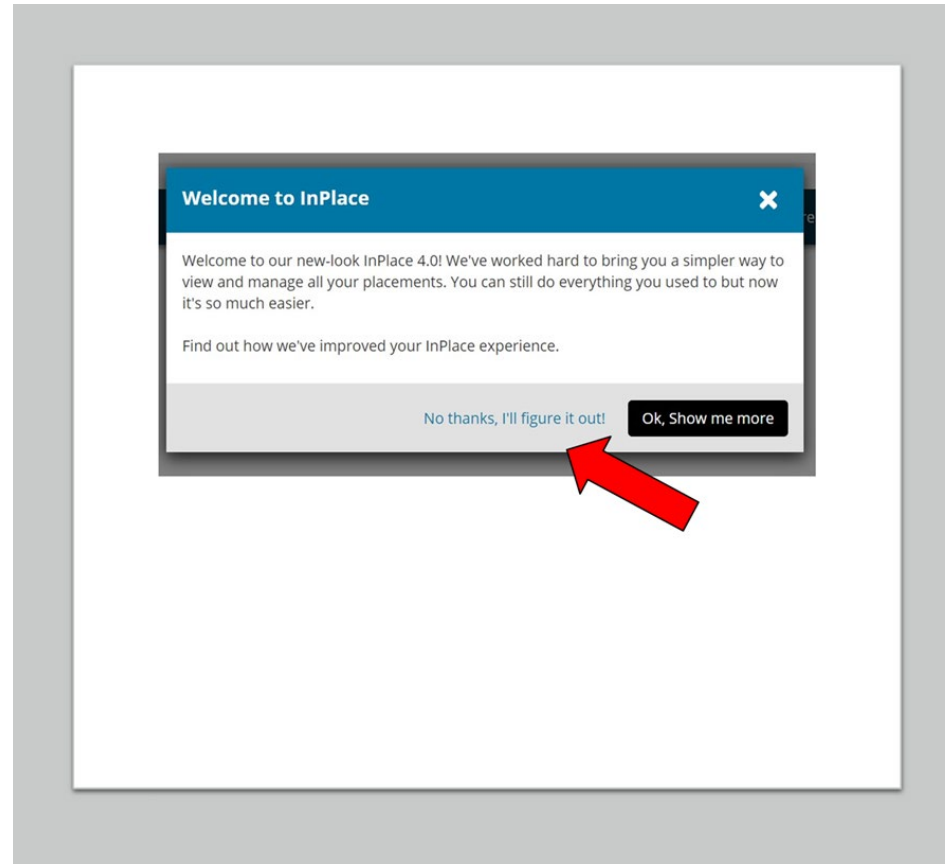 Welcome to InPlace
Welcome to our new-look InPlace 4.0! We've worked hard to bring you a simpler way to
view and manage all your placements. You can still do everything you used to but now
it's so much easier.
Find out how we've improved your InPlace experience.
No thanks, I'll figure it out!
Ok, Show me more